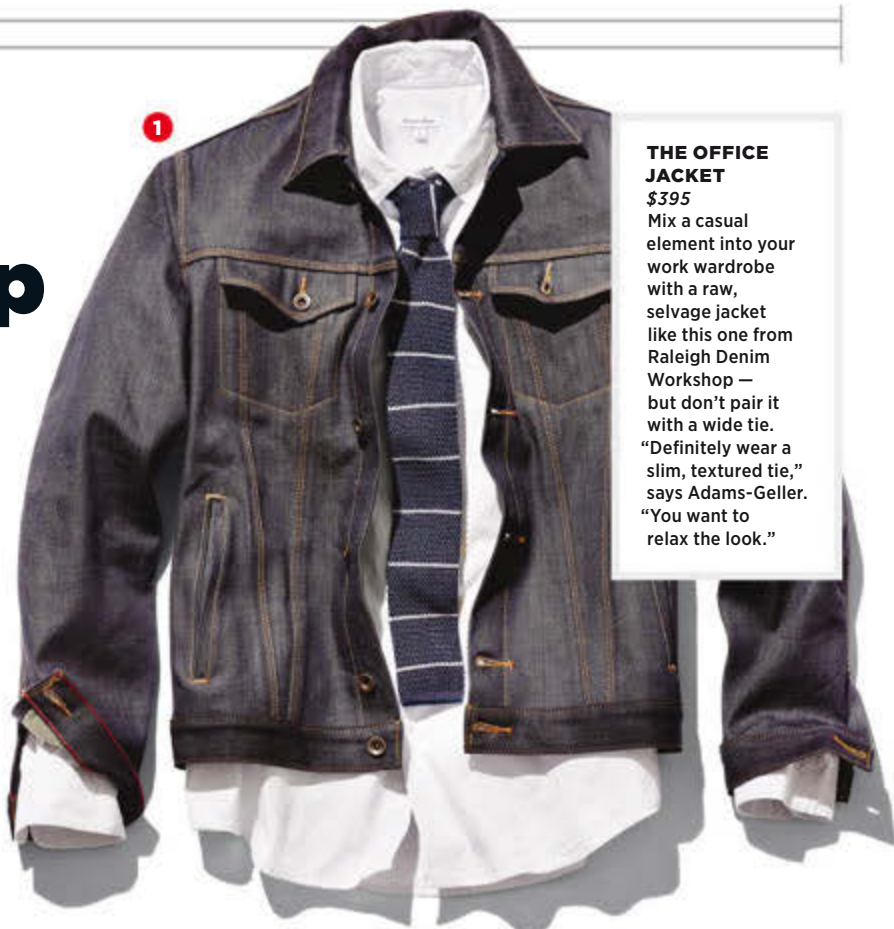 1
p
THE OFFICE
JACKET
$395
Mix a casual
element into your
work wardrobe
with a raw,
selvage jacket
like this one from
Raleigh Denim
Workshop —
but don’t pair it
with a wide tie.
“Definitely wear a
slim, textured tie,”
says Adams-Geller.
“You want to
relax the look.”